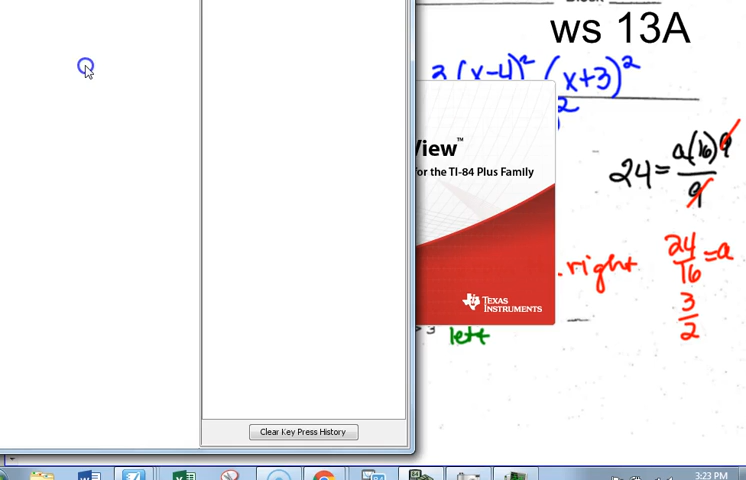 ws 13A
3 (x-4)² (x+3)²
2
24 = a(16)9
9
View™
for the TI-84 Plus Family
24 = a
16
right
3
2
TEXAS
INSTRUMENTS
> 3
left
Clear Key Press History
3:23 PM